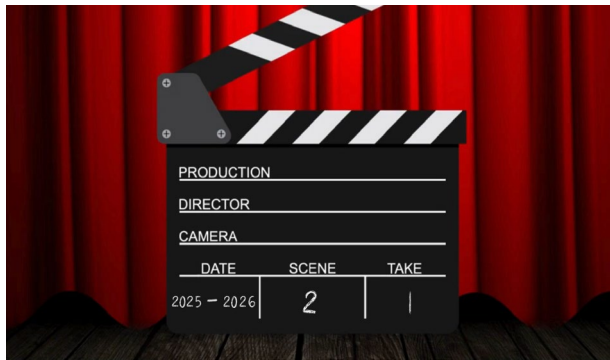 PRODUCTION
DIRECTOR
CAMERA
DATE SCENE TAKE
2025 - 2026 2 1